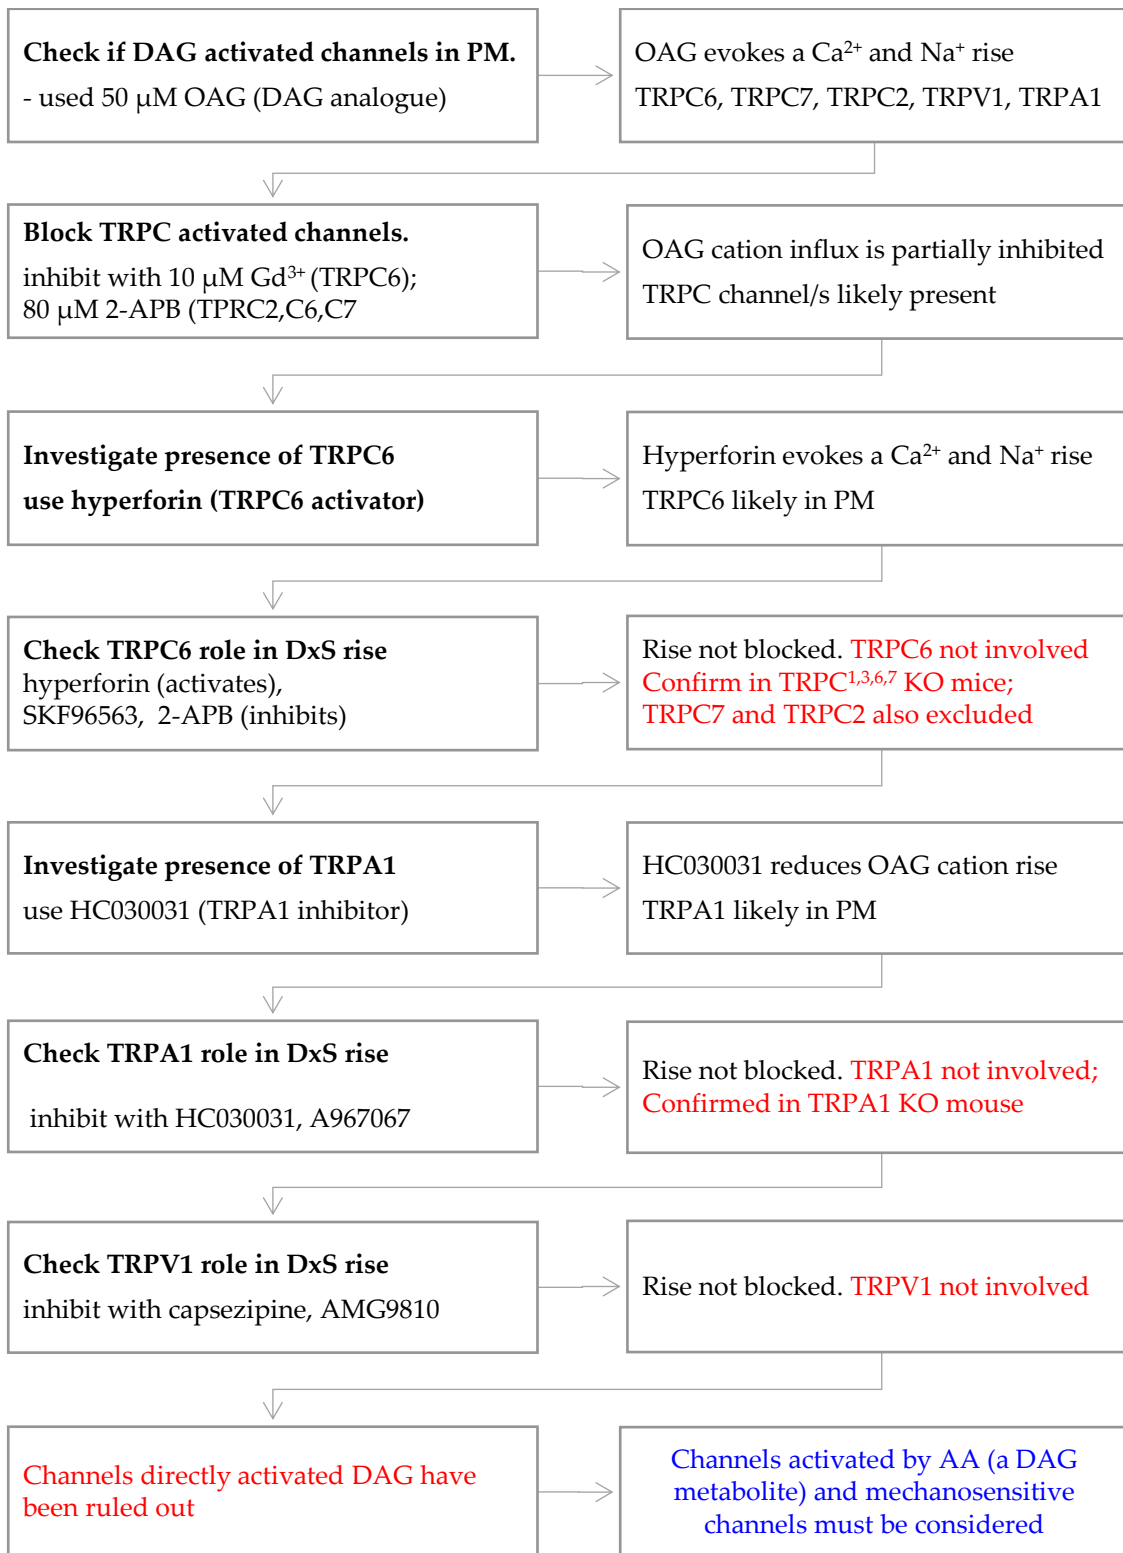 Check if DAG activated channels in PM.
- used 50 µM OAG (DAG analogue)
OAG evokes a Ca²⁺ and Na⁺ rise
TRPC6, TRPC7, TRPC2, TRPV1, TRPA1
Block TRPC activated channels.
inhibit with 10 µM Gd³⁺ (TRPC6);
80 µM 2-APB (TPRC2,C6,C7
OAG cation influx is partially inhibited
TRPC channel/s likely present
Investigate presence of TRPC6
use hyperforin (TRPC6 activator)
Hyperforin evokes a Ca²⁺ and Na⁺ rise
TRPC6 likely in PM
Check TRPC6 role in DxS rise
hyperforin (activates),
SKF96563, 2-APB (inhibits)
Rise not blocked. TRPC6 not involved
Confirm in TRPC¹,³,⁶,⁷ KO mice;
TRPC7 and TRPC2 also excluded
Investigate presence of TRPA1
use HC030031 (TRPA1 inhibitor)
HC030031 reduces OAG cation rise
TRPA1 likely in PM
Check TRPA1 role in DxS rise
inhibit with HC030031, A967067
Rise not blocked. TRPA1 not involved;
Confirmed in TRPA1 KO mouse
Check TRPV1 role in DxS rise
inhibit with capsezipine, AMG9810
Rise not blocked. TRPV1 not involved
Channels directly activated DAG have
been ruled out
Channels activated by AA (a DAG
metabolite) and mechanosensitive
channels must be considered